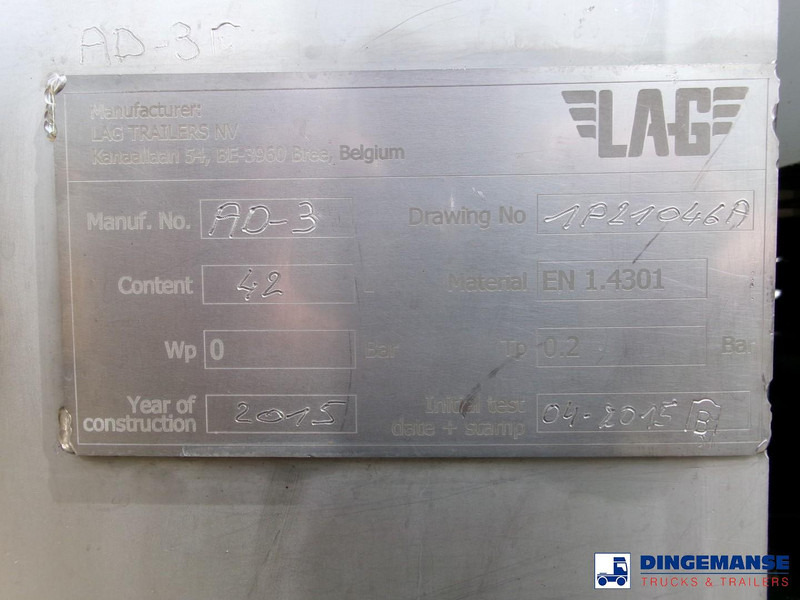 AD-3
Manufacturer:
LAG TRAILERS NV
Kanaallaan 54, BE-3960 Bree, Belgium
LAG
Manuf. No. AD-3 Drawing No 1P21046A
Content 42 Material EN 1.4301
Wp 0 Bar Tp 0.2 Bar
Year of construction 2015 Initial test date + stamp 04-2015 B
DINGEMANSE
TRUCKS & TRAILERS